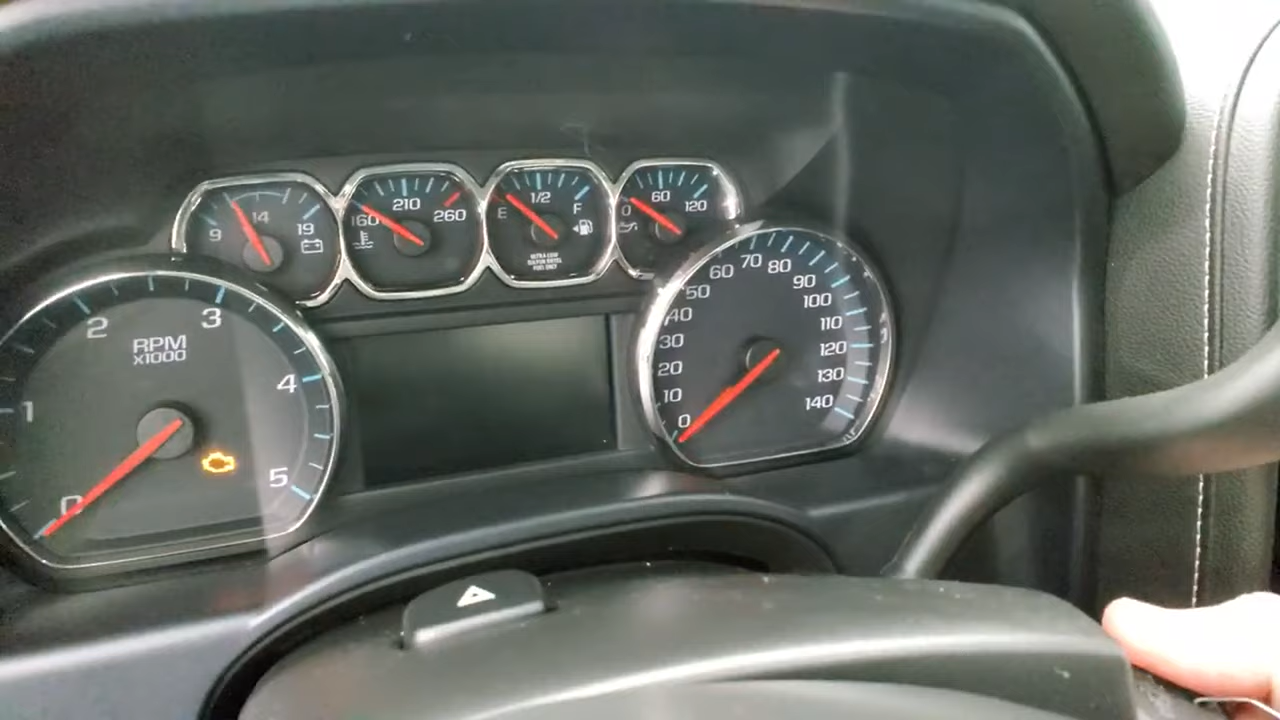 9 14 19
160 210 260
E 1/2 F
ULTRA LOW
SULFUR DIESEL
FUEL ONLY
0 60 120
0 1 2 3 4 5
RPM
X1000
0 10 20 30 40 50 60 70 80 90 100 110 120 130 140